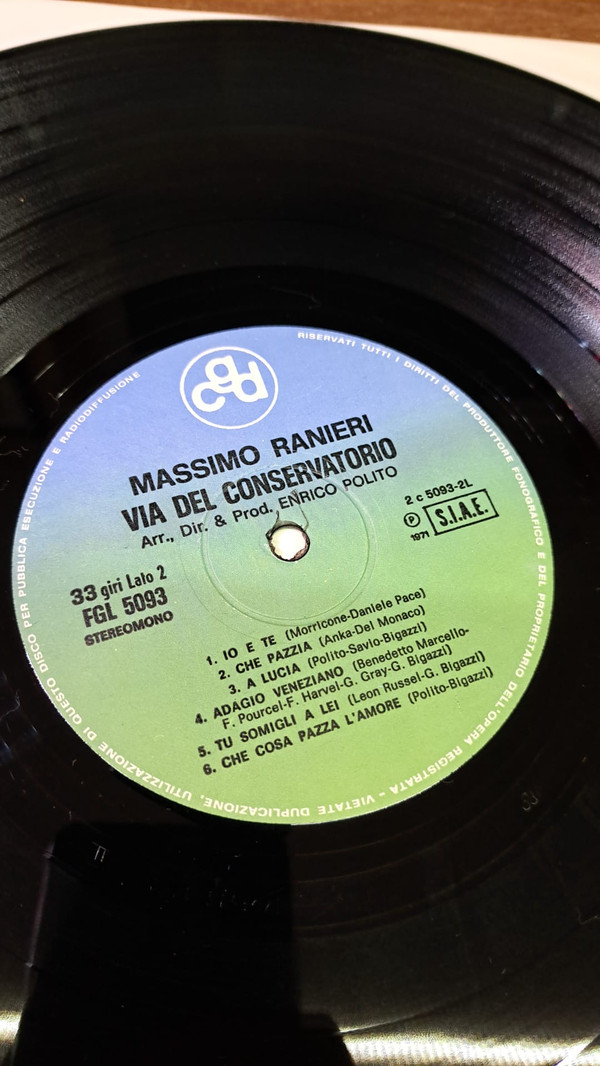 cgd
MASSIMO RANIERI
VIA DEL CONSERVATORIO
Arr., Dir. & Prod. ENRICO POLITO
33 giri Lato 2
FGL 5093
STEREOMONO
2 c 5093-2L
℗ S.I.A.E.
1971
1. IO E TE (Morricone-Daniele Pace)
2. CHE PAZZIA (Anka-Del Monaco)
3. A LUCIA (Polito-Savio-Bigazzi)
4. ADAGIO VENEZIANO (Benedetto Marcello-
F. Pourcel-F. Harvel-G. Gray-G. Bigazzi)
5. TU SOMIGLI A LEI (Leon Russel-G. Bigazzi)
6. CHE COSA PAZZA L'AMORE (Polito-Bigazzi)
RISERVATI TUTTI I DIRITTI DEL PRODUTTORE FONOGRAFICO E DEL PROPRIETARIO DELL'OPERA REGISTRATA - VIETATE DUPLICAZIONE, UTILIZZAZIONE DI QUESTO DISCO PER PUBBLICA ESECUZIONE E RADIODIFFUSIONE